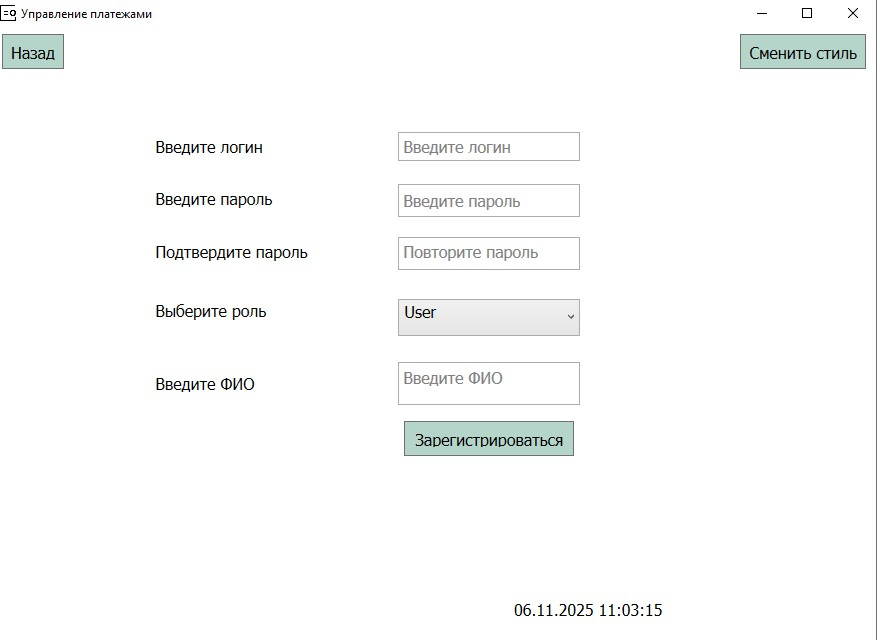 Управление платежами
Назад
Сменить стиль
Введите логин
Введите логин
Введите пароль
Введите пароль
Подтвердите пароль
Повторите пароль
Выберите роль
User
Введите ФИО
Введите ФИО
Зарегистрироваться
06.11.2025 11:03:15